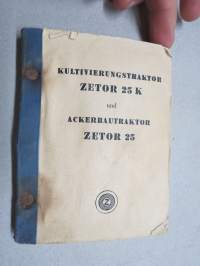 KULTIVIERUNGSTRAKTOR
ZETOR 25 K
und
ACKERBAUTRAKTOR
ZETOR 25
Z